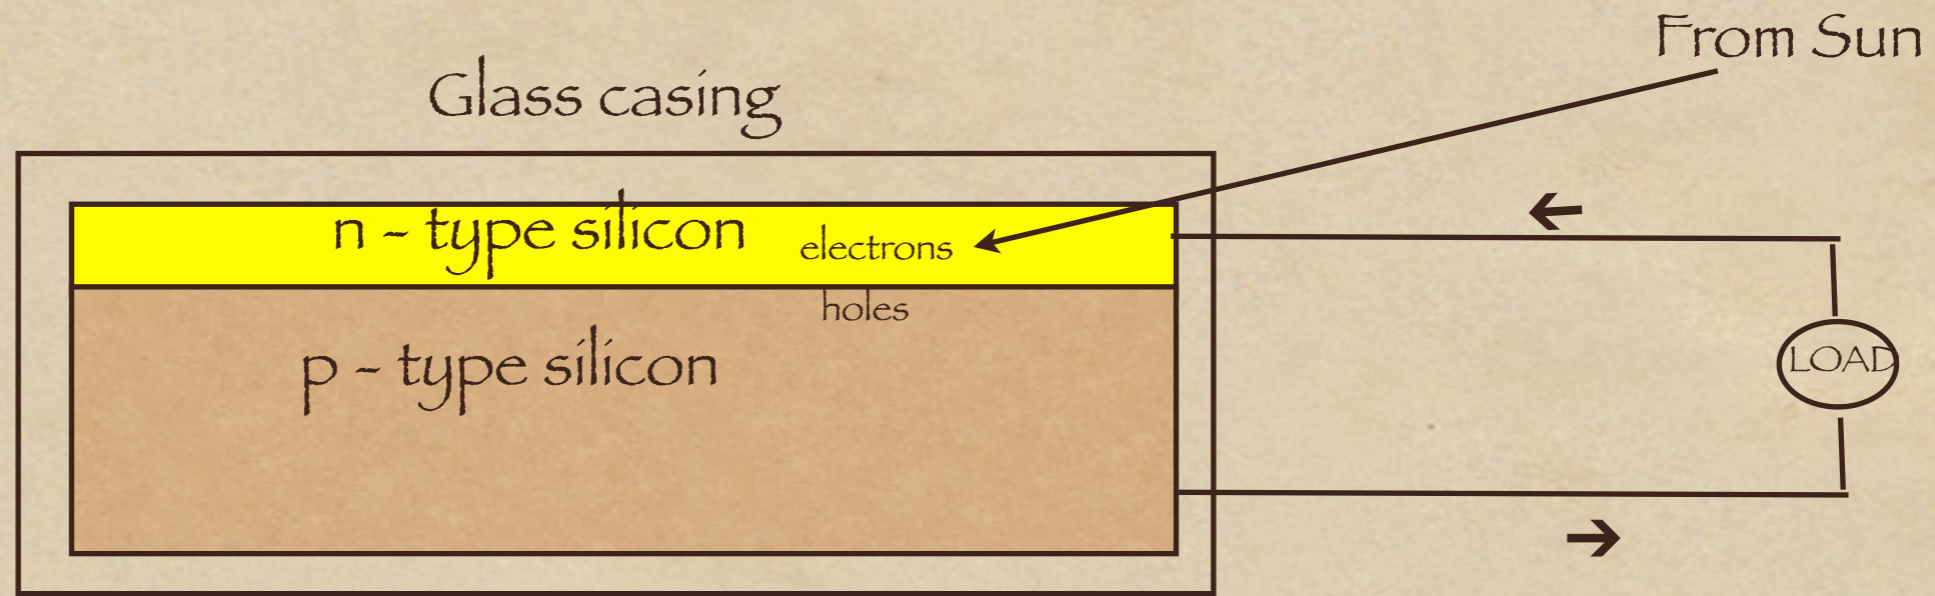 From Sun
Glass casing
n - type silicon
electrons
holes
p - type silicon
LOAD